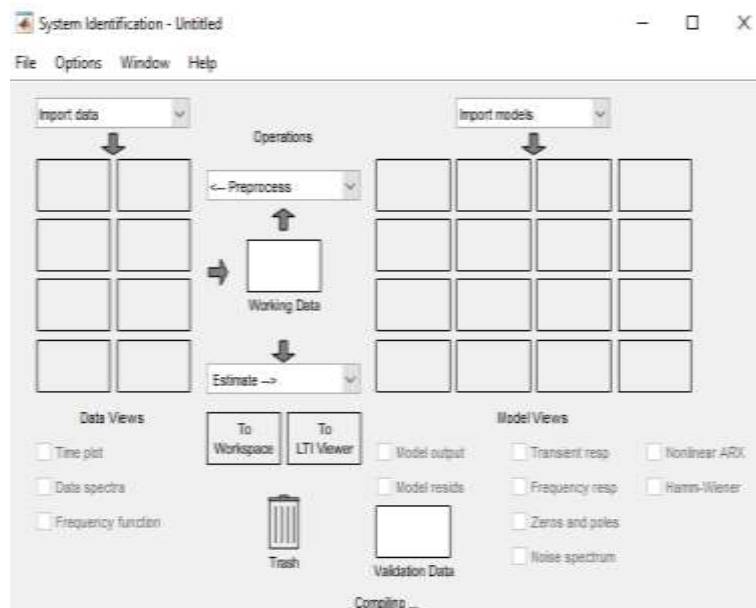 System Identification - Untitled
File Options Window Help
Import data
Import models
Operations
<-- Preprocess
Working Data
Estimate -->
Data Views
To Workspace
To LTI Viewer
Model Views
Time plot
Data spectra
Frequency function
Model output
Model resids
Transient resp
Frequency resp
Zeros and poles
Noise spectrum
Nonlinear ARX
Hamm-Wiener
Trash
Validation Data
Compiling ...